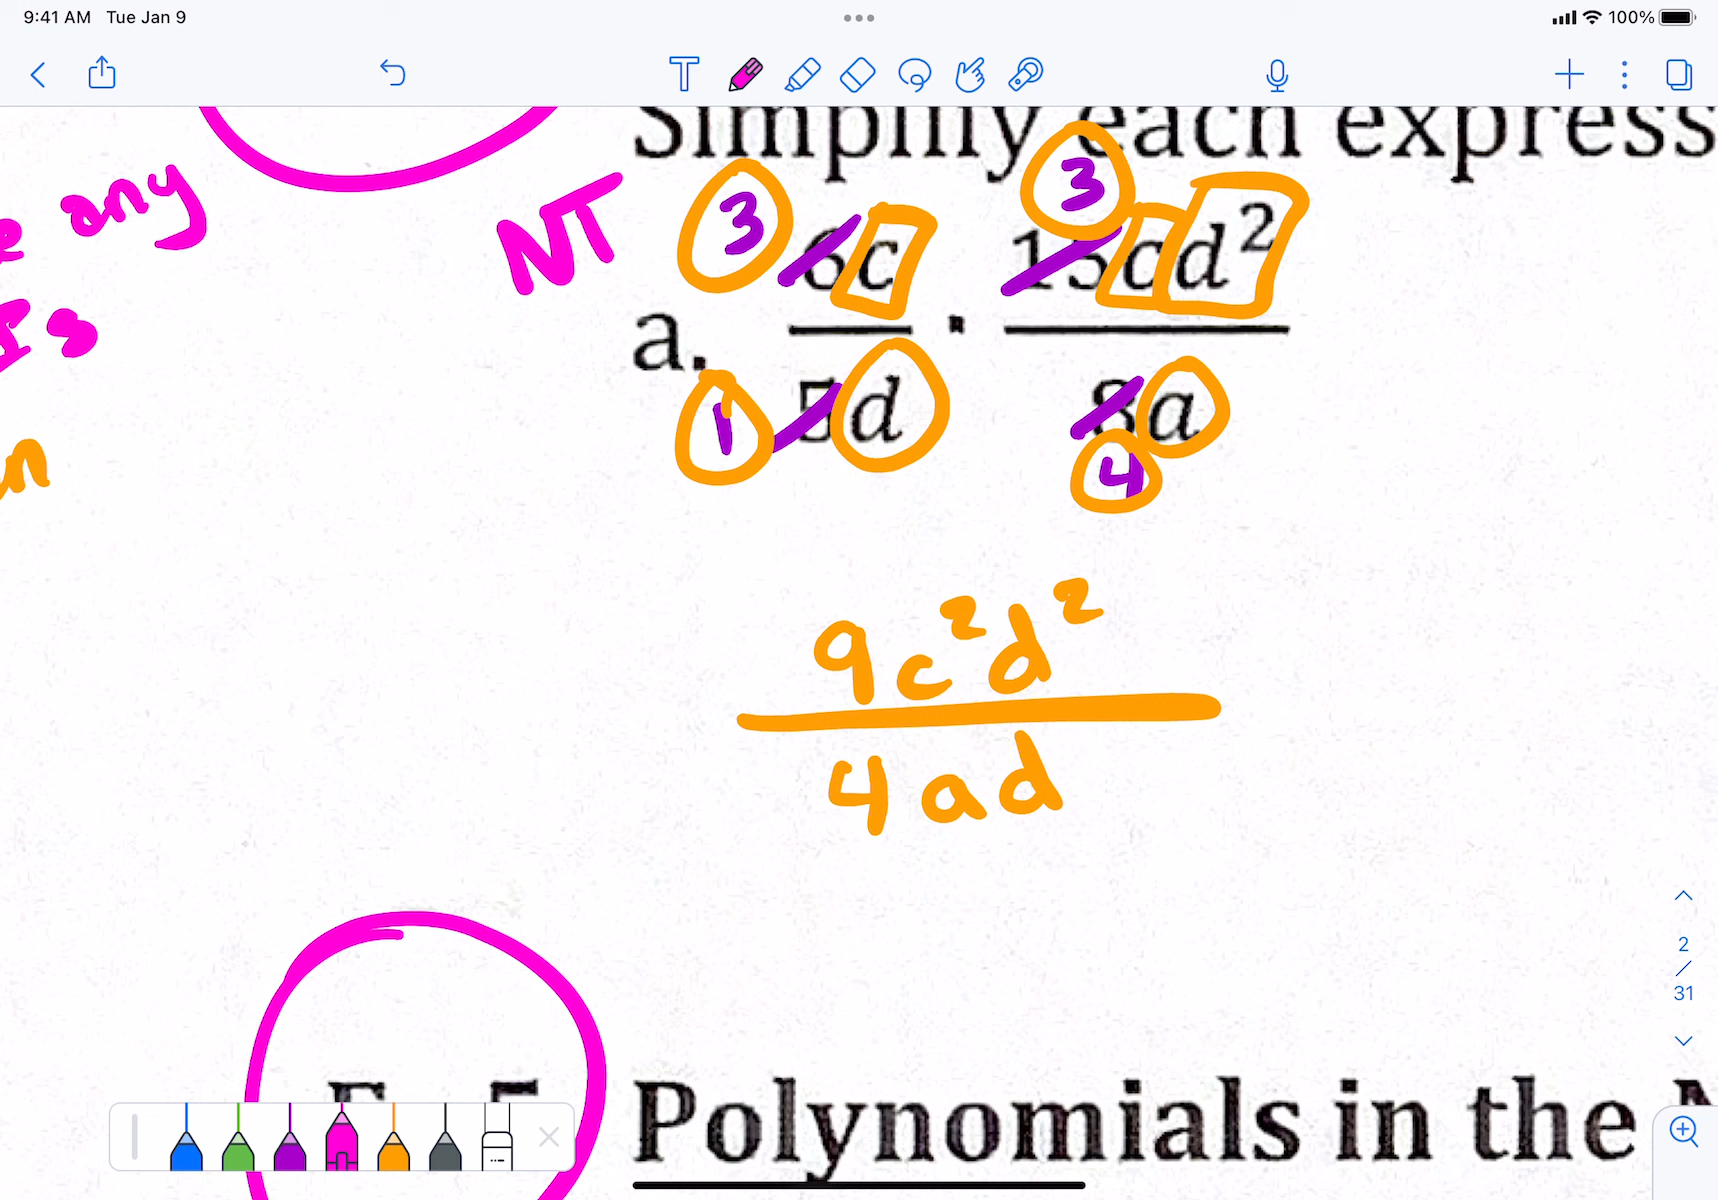 9:41 AM Tue Jan 9
100%
Simplify each express
any
NT
Is
n
a. 6c/5d · 15cd²/8a
3 3
1 4
9c²d²
4ad
2
/
31
Polynomials in the